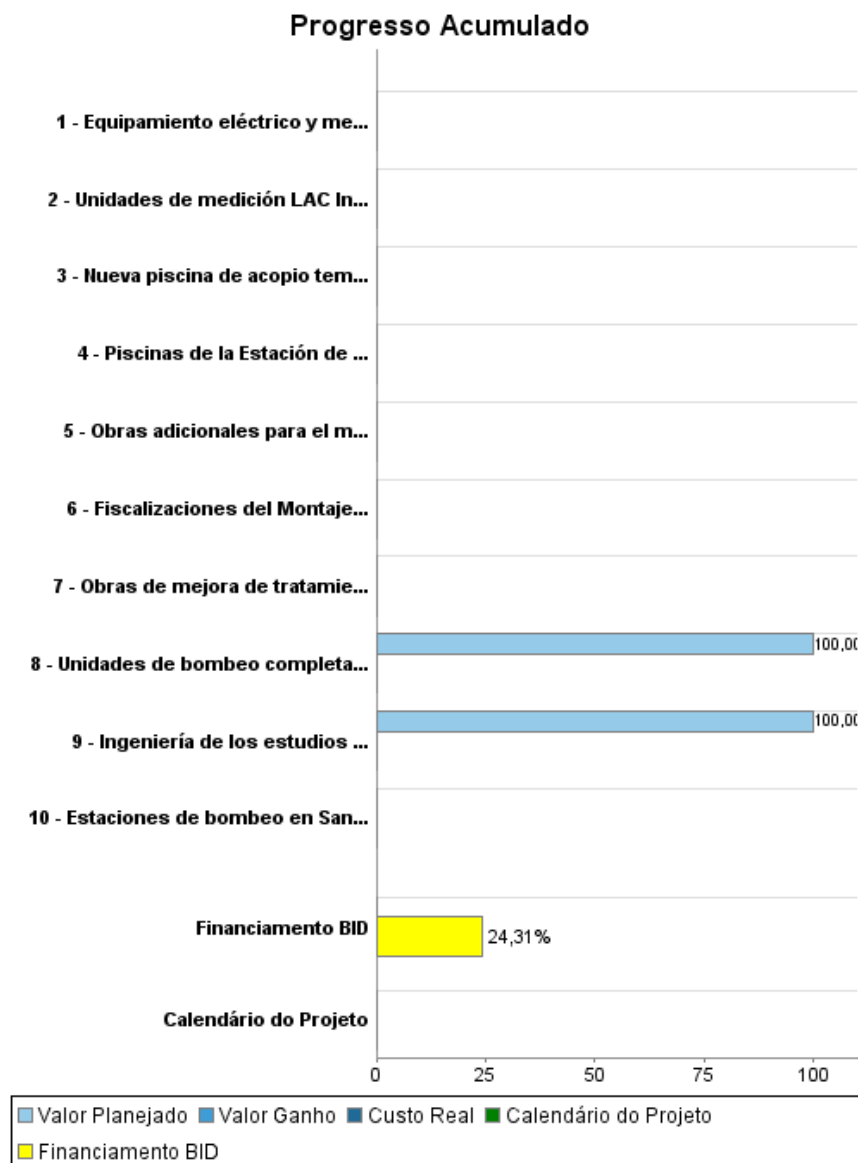 Progresso Acumulado
1 - Equipamiento eléctrico y me...
2 - Unidades de medición LAC In...
3 - Nueva piscina de acopio tem...
4 - Piscinas de la Estación de ...
5 - Obras adicionales para el m...
6 - Fiscalizaciones del Montaje...
7 - Obras de mejora de tratamie...
8 - Unidades de bombeo completa...
100,00
9 - Ingeniería de los estudios ...
100,00
10 - Estaciones de bombeo en San...
Financiamento BID
24,31%
Calendário do Projeto
0 25 50 75 100
Valor Planejado Valor Ganho Custo Real Calendário do Projeto
Financiamento BID